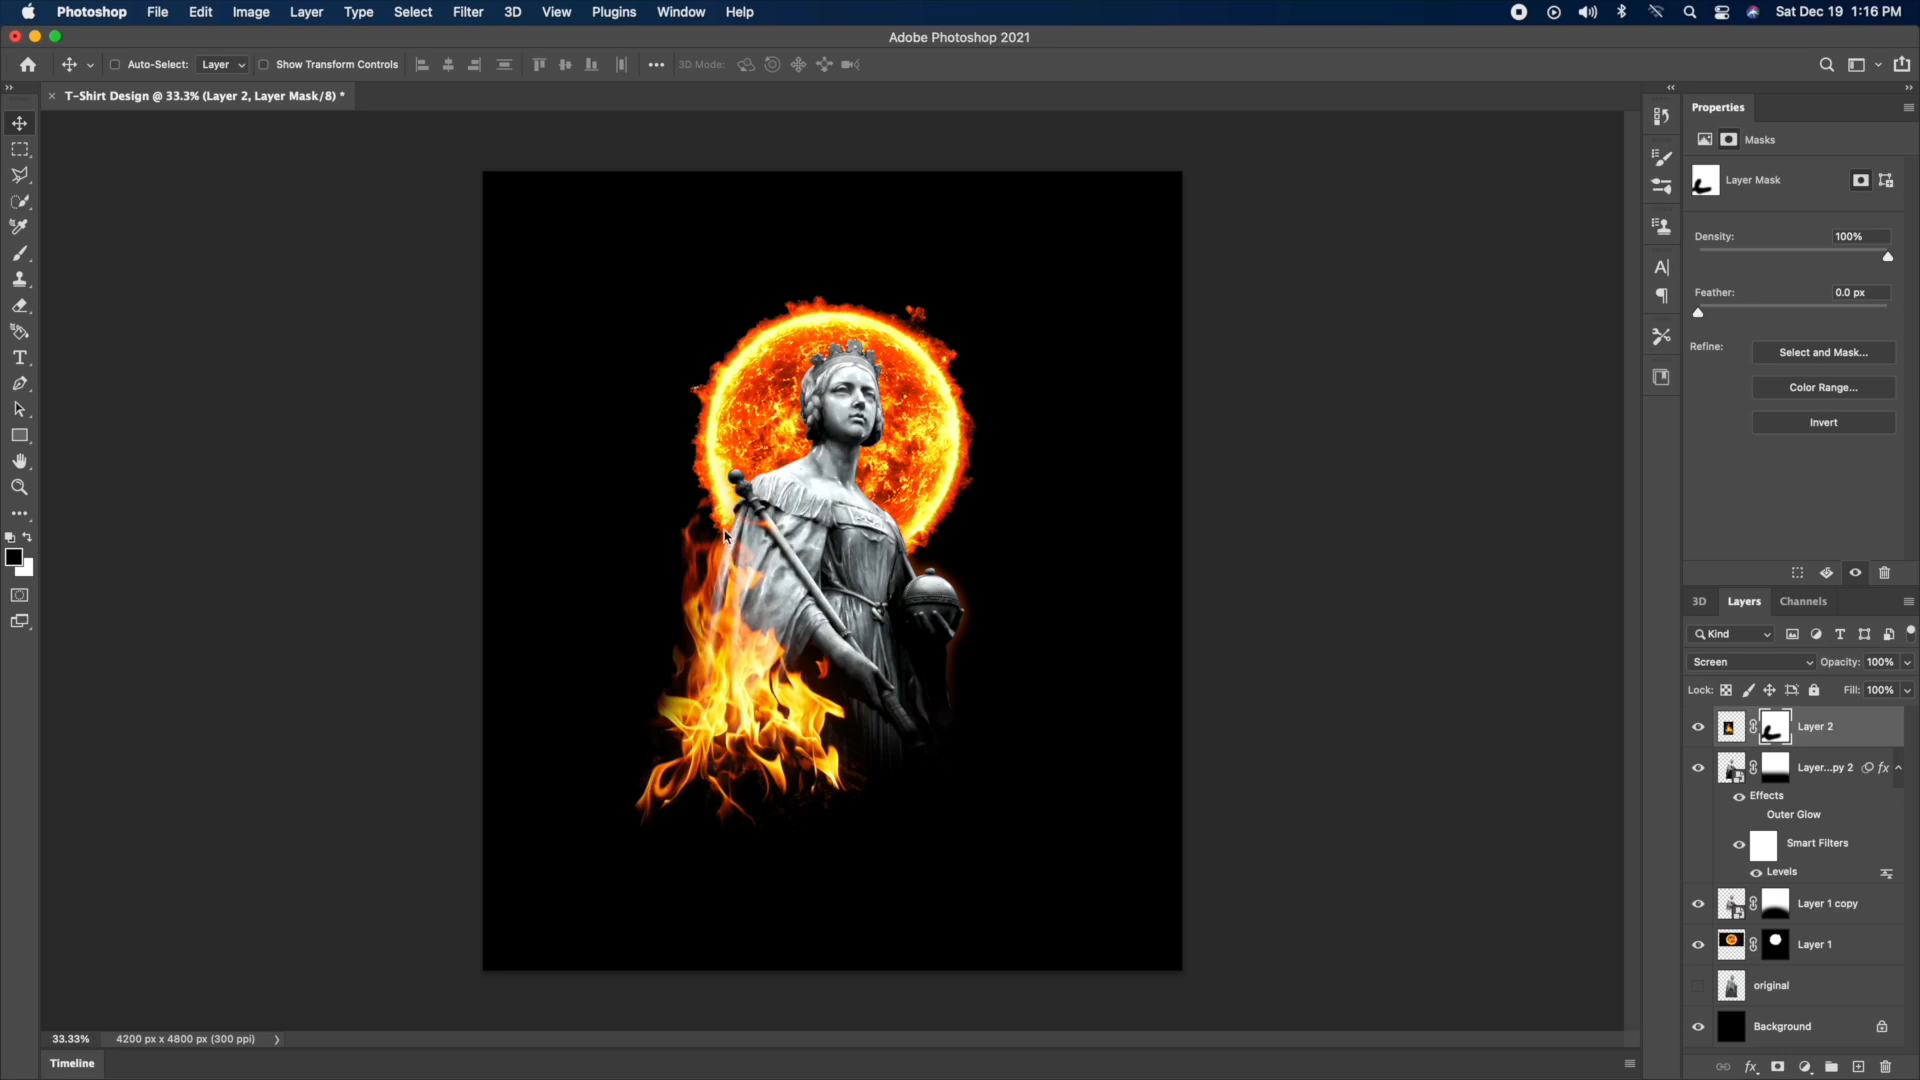 Photoshop File Edit Image Layer Type Select Filter 3D View Plugins Window Help Sat Dec 19 1:16 PM
Adobe Photoshop 2021
Auto-Select: Layer Show Transform Controls 3D Mode:
T-Shirt Design @ 33.3% (Layer 2, Layer Mask/8) *
Properties
Masks
Layer Mask
Density: 100%
Feather: 0.0 px
Refine: Select and Mask...
Color Range...
Invert
3D Layers Channels
Kind
Screen Opacity: 100%
Lock: Fill: 100%
Layer 2
Layer...py 2 fx
Effects
Outer Glow
Smart Filters
Levels
Layer 1 copy
Layer 1
original
Background
fx
33.33% 4200 px x 4800 px (300 ppi)
Timeline